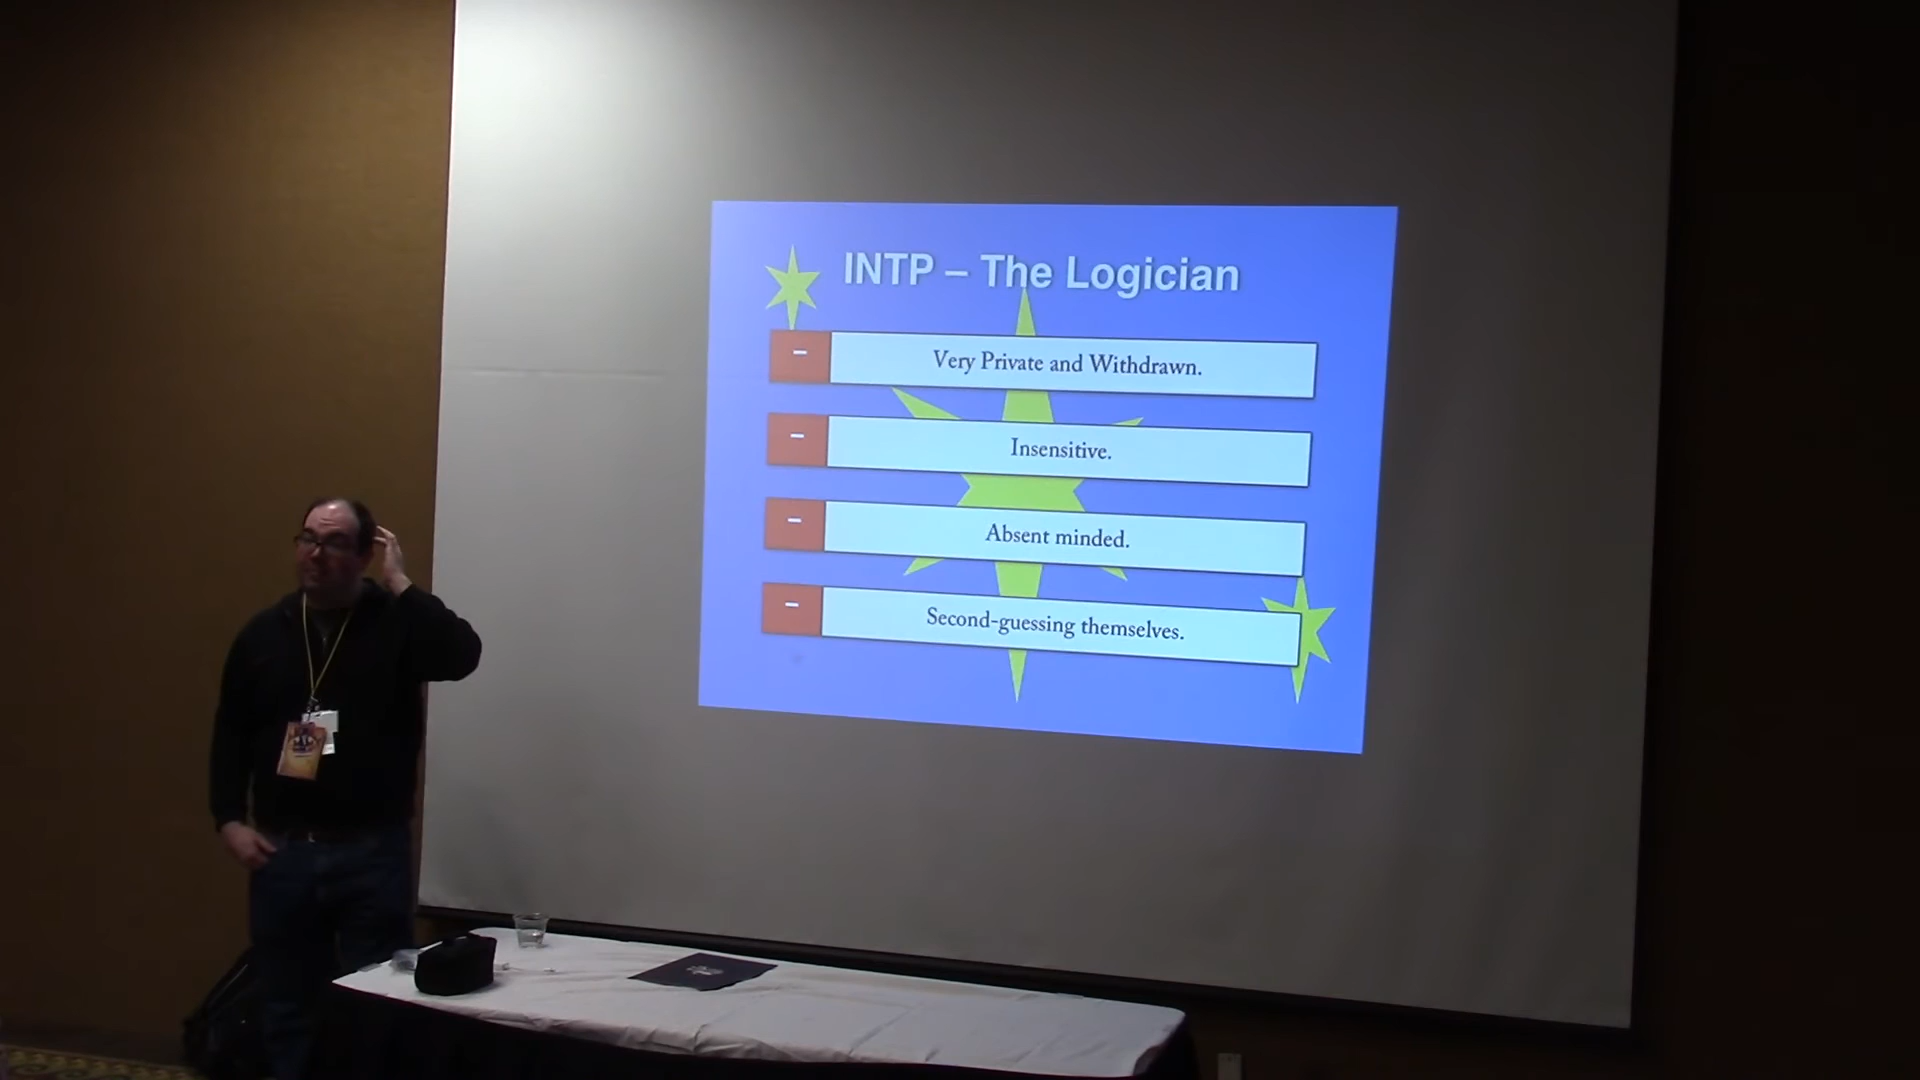 INTP – The Logician
– Very Private and Withdrawn.
– Insensitive.
– Absent minded.
– Second-guessing themselves.